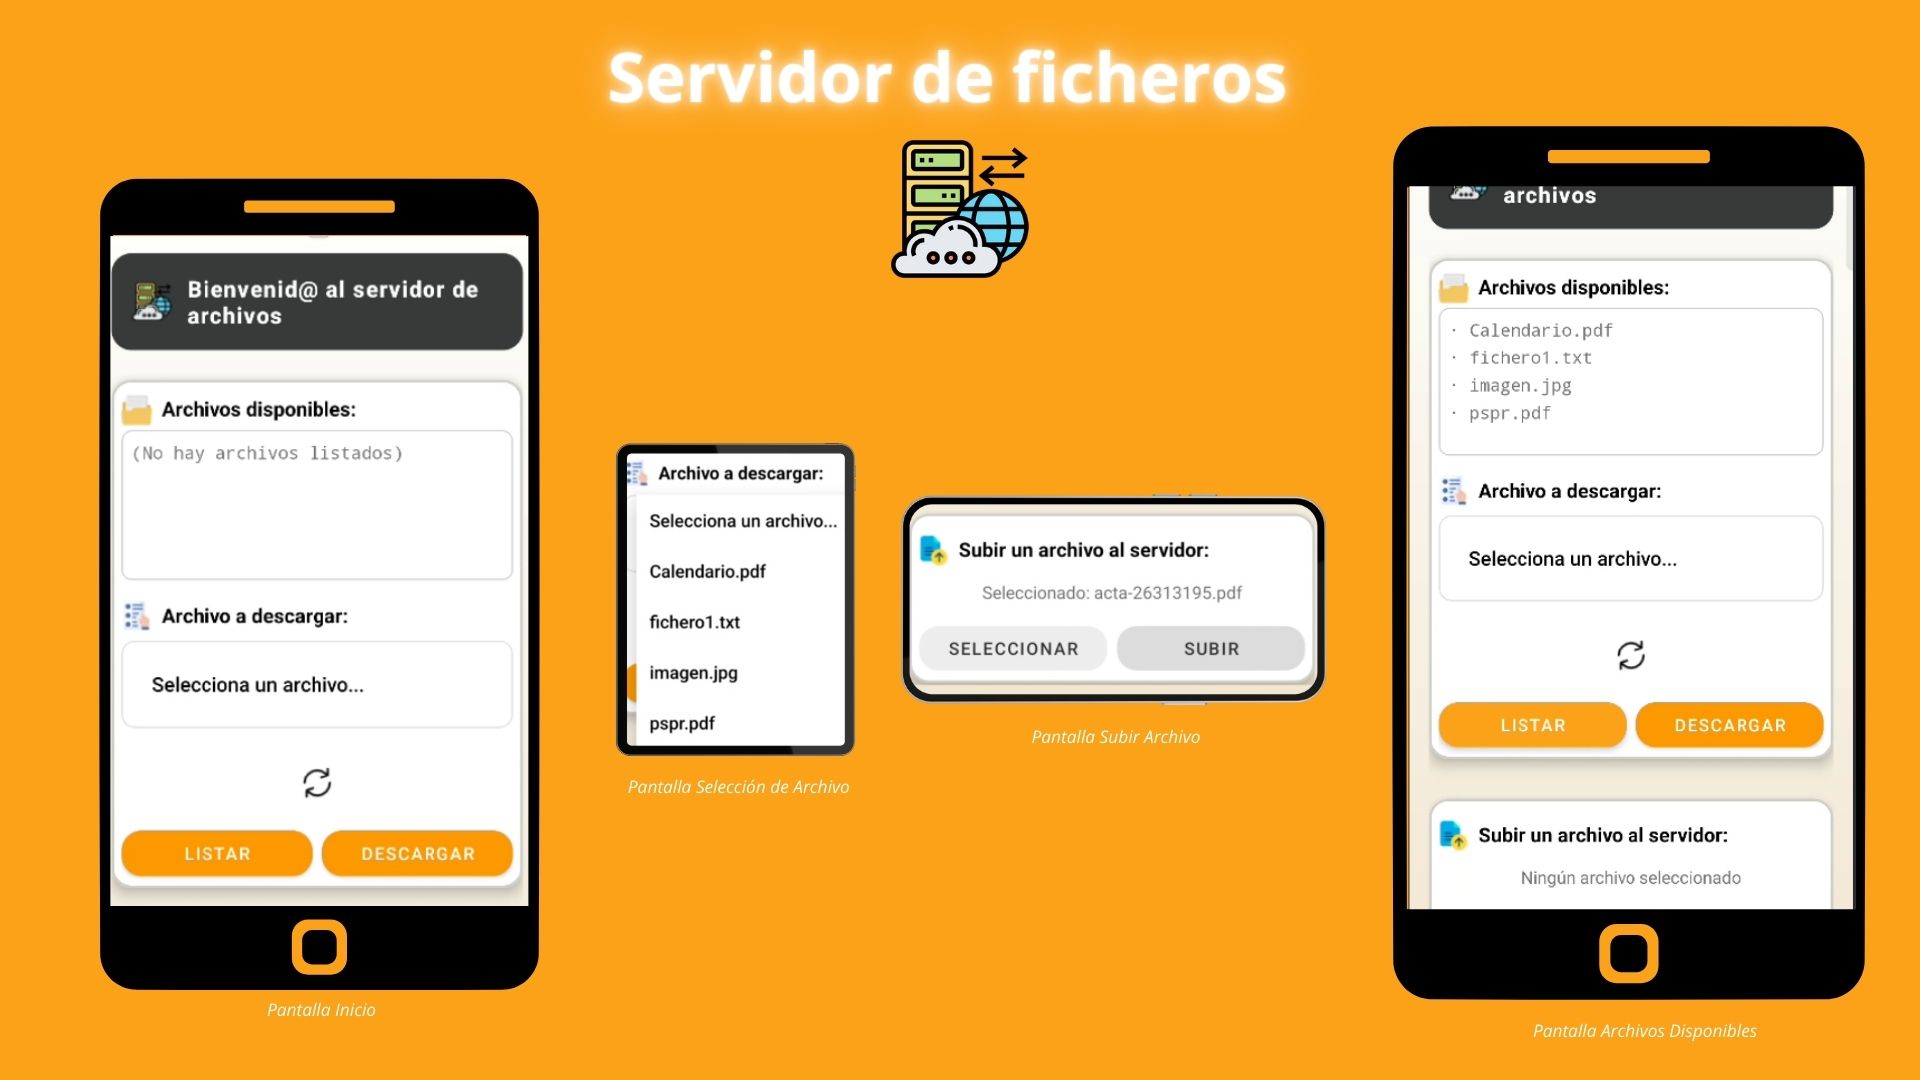 Servidor de ficheros
Bienvenid@ al servidor de
archivos
Archivos disponibles:
(No hay archivos listados)
Archivo a descargar:
Selecciona un archivo...
LISTAR
DESCARGAR
Pantalla Inicio
Archivo a descargar:
Selecciona un archivo...
Calendario.pdf
fichero1.txt
imagen.jpg
pspr.pdf
Pantalla Selección de Archivo
Subir un archivo al servidor:
Seleccionado: acta-26313195.pdf
SELECCIONAR
SUBIR
Pantalla Subir Archivo
archivos
Archivos disponibles:
· Calendario.pdf
· fichero1.txt
· imagen.jpg
· pspr.pdf
Archivo a descargar:
Selecciona un archivo...
LISTAR
DESCARGAR
Subir un archivo al servidor:
Ningún archivo seleccionado
Pantalla Archivos Disponibles